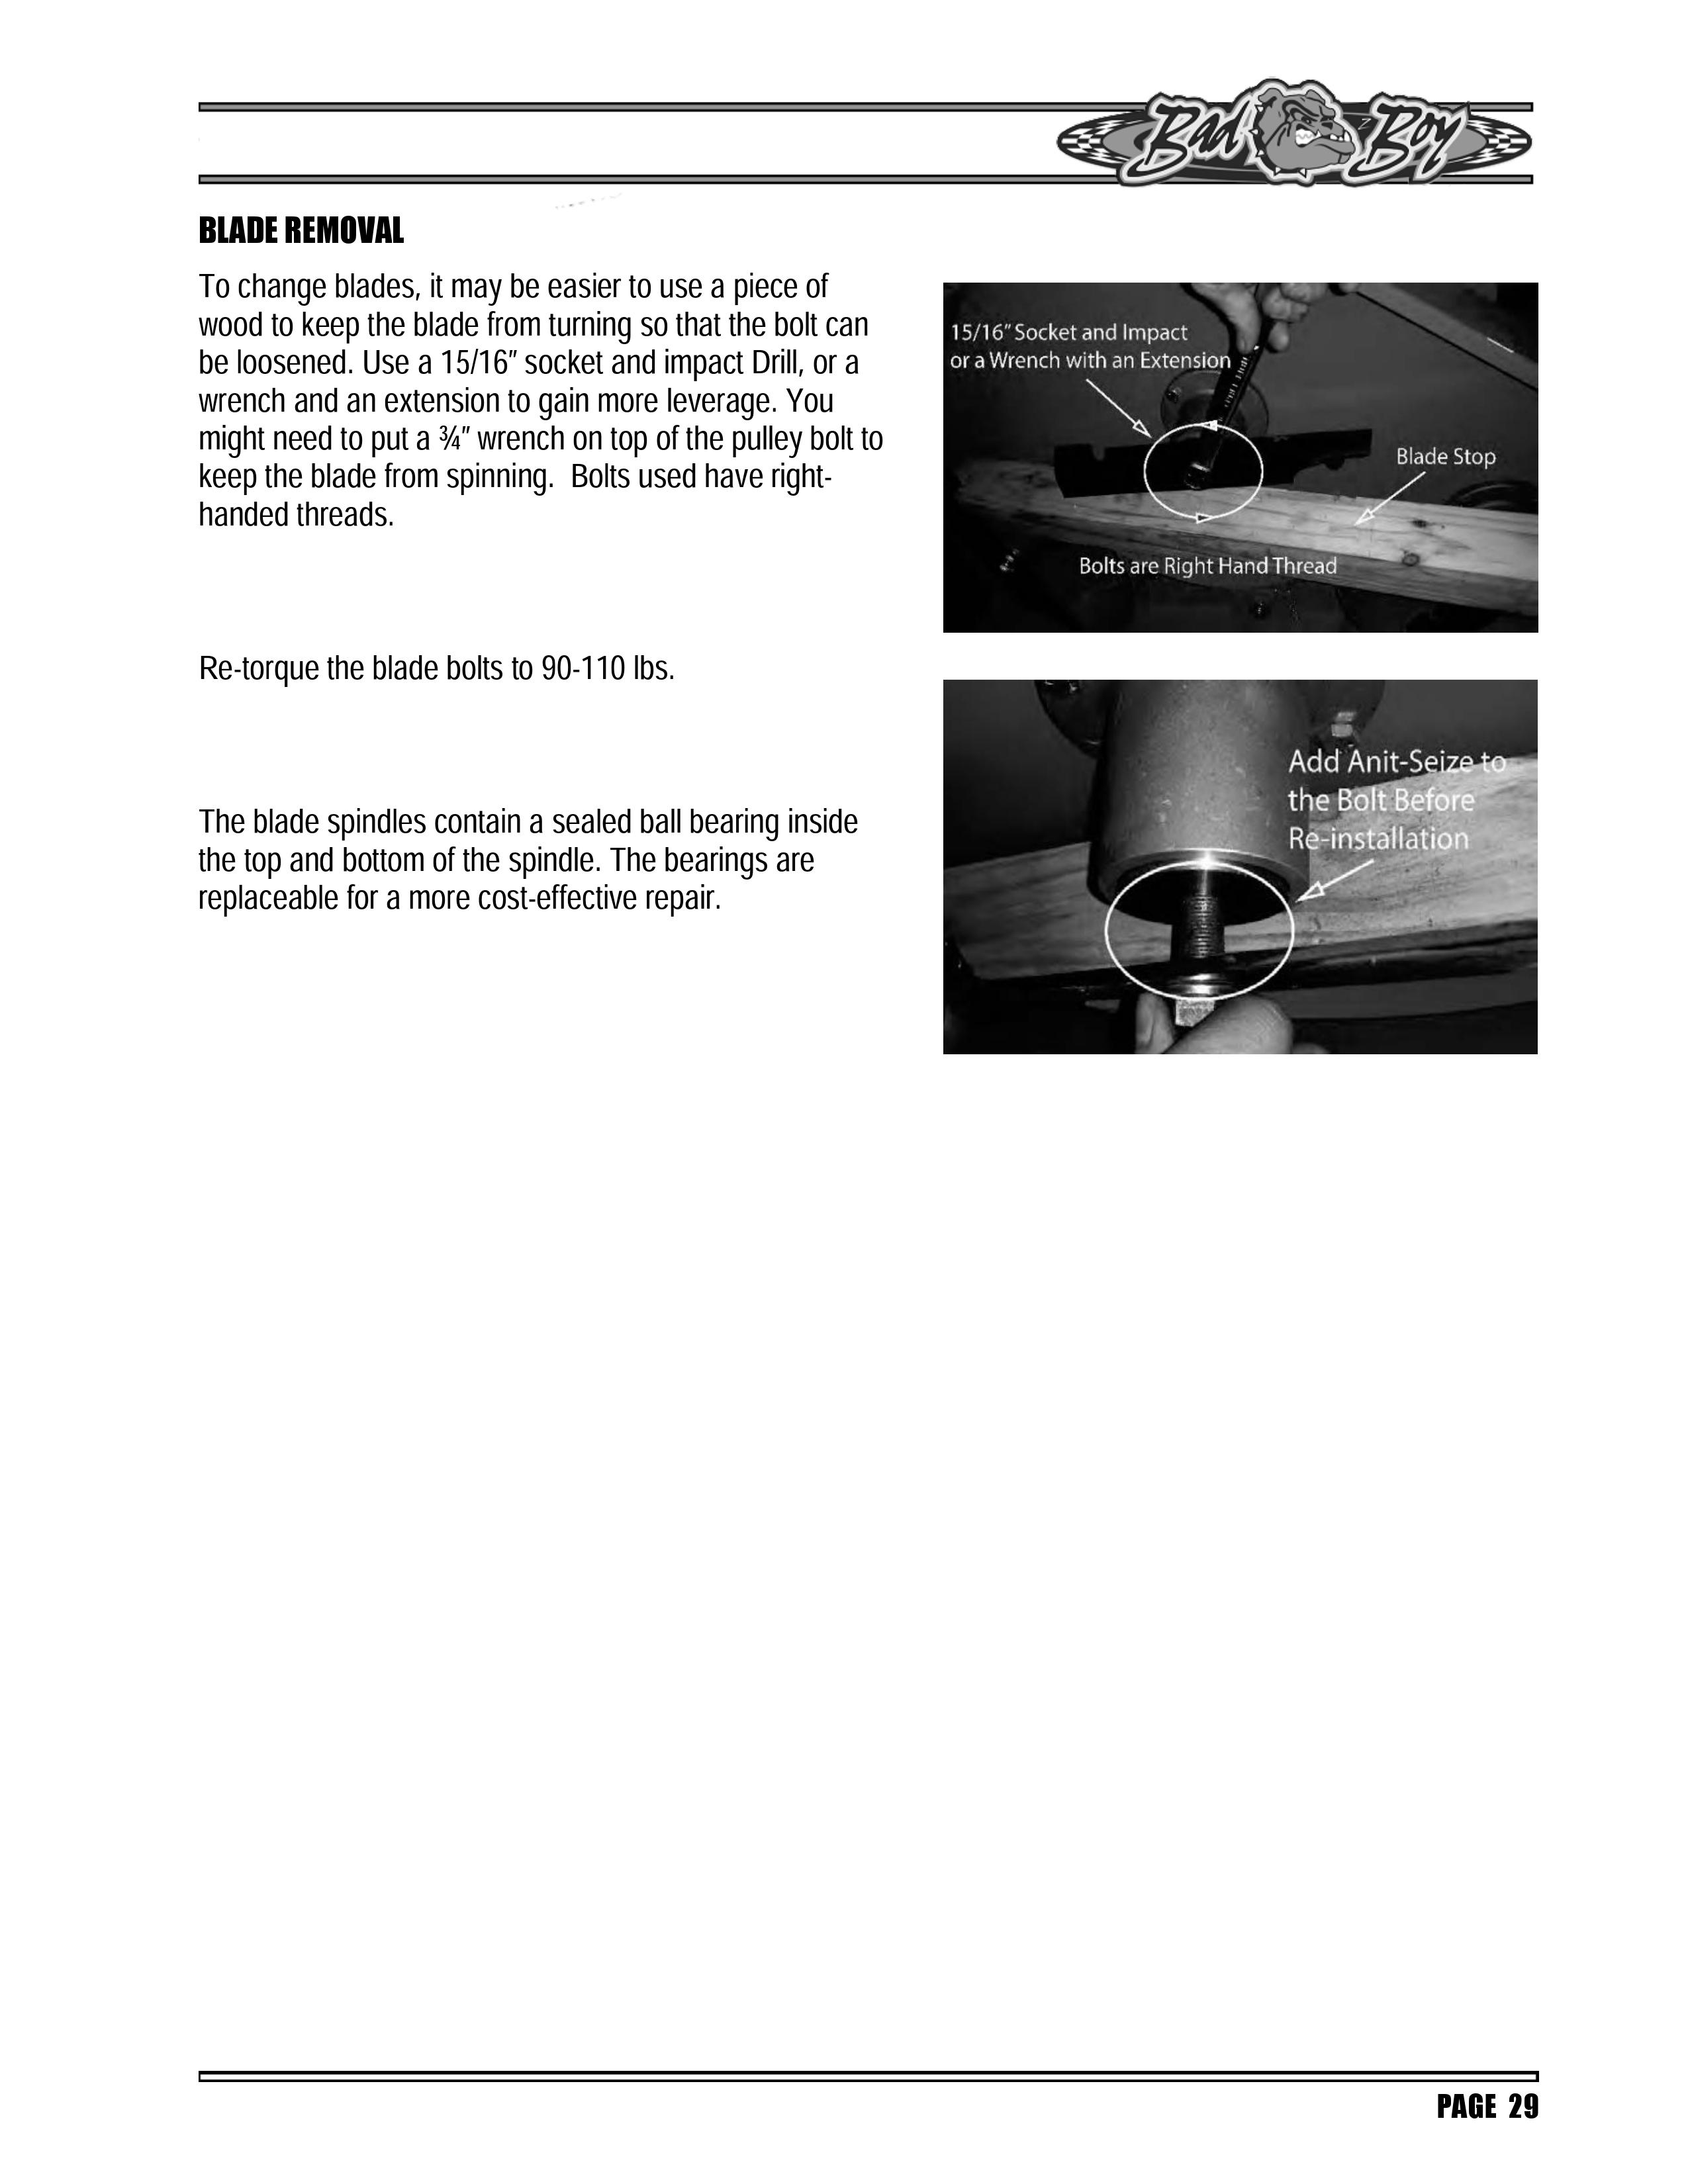 Bad Boy
BLADE REMOVAL
To change blades, it may be easier to use a piece of
wood to keep the blade from turning so that the bolt can
be loosened. Use a 15/16” socket and impact Drill, or a
wrench and an extension to gain more leverage. You
might need to put a ¾” wrench on top of the pulley bolt to
keep the blade from spinning.  Bolts used have right-
handed threads.
15/16” Socket and Impact
or a Wrench with an Extension
Blade Stop
Bolts are Right Hand Thread
Re-torque the blade bolts to 90-110 lbs.
Add Anit-Seize to
the Bolt Before
Re-installation
The blade spindles contain a sealed ball bearing inside
the top and bottom of the spindle. The bearings are
replaceable for a more cost-effective repair.
PAGE 29